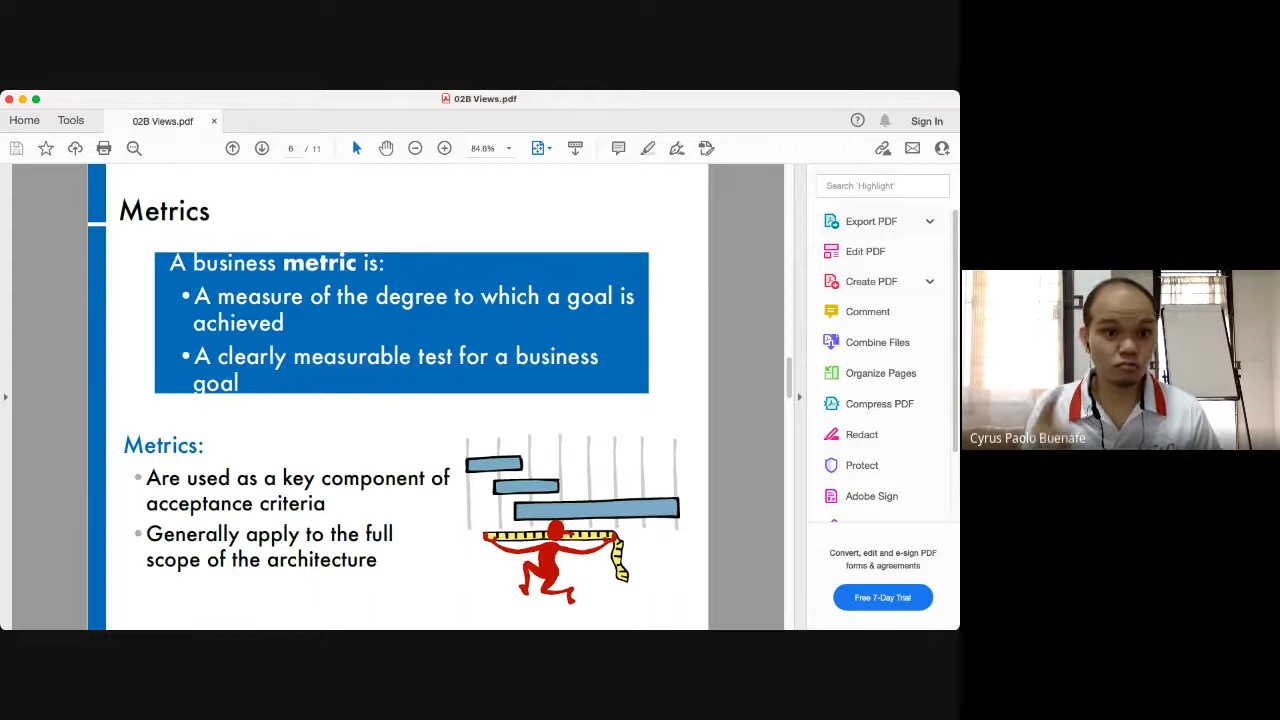 02B Views.pdf
Home
Tools
02B Views.pdf
×
Sign In
6 / 11
84.6%
Metrics
A business metric is:
•A measure of the degree to which a goal is
achieved
•A clearly measurable test for a business
goal
Metrics:
• Are used as a key component of
acceptance criteria
• Generally apply to the full
scope of the architecture
Search 'Highlight'
Export PDF
Edit PDF
Create PDF
Comment
Combine Files
Organize Pages
Compress PDF
Redact
Protect
Adobe Sign
Convert, edit and e-sign PDF
forms & agreements
Free 7-Day Trial
Cyrus Paolo Buenafe